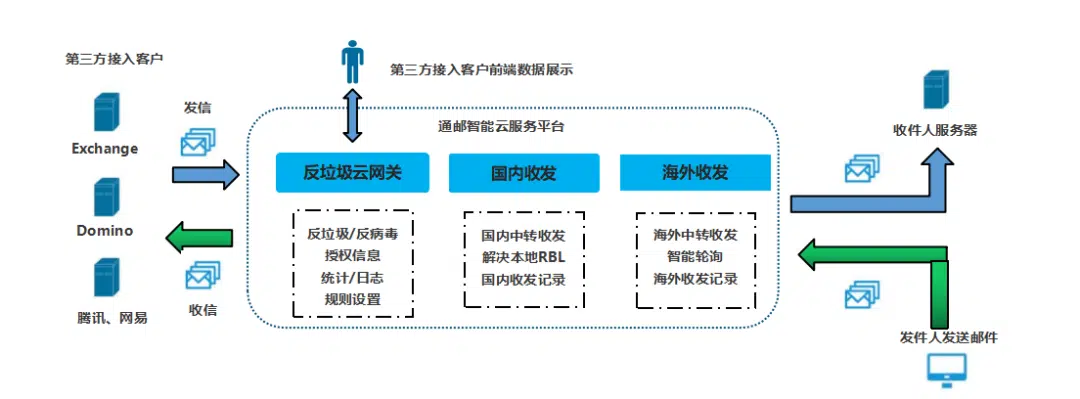 第三方接入客户
Exchange
Domino
腾讯、网易
发信
收信
第三方接入客户前端数据展示
通邮智能云服务平台
反垃圾云网关
反垃圾/反病毒
授权信息
统计/日志
规则设置
国内收发
国内中转收发
解决本地RBL
国内收发记录
海外收发
海外中转收发
智能轮询
海外收发记录
收件人服务器
发件人发送邮件